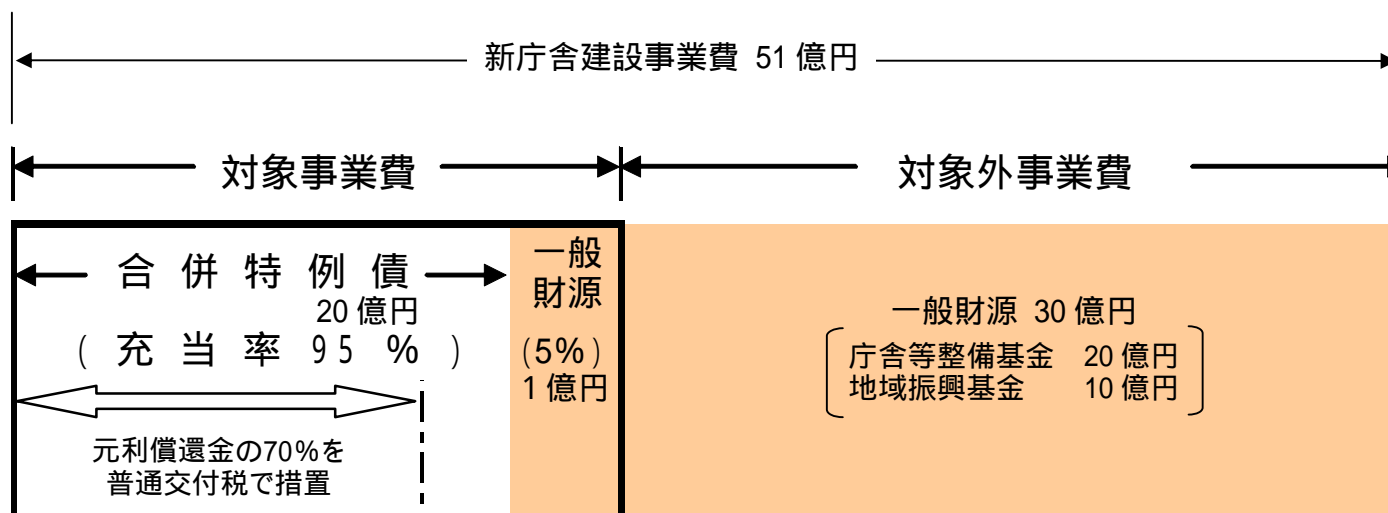 新庁舎建設事業費 51 億円
対象事業費
対象外事業費
合併特例債
20 億円
(充当率95%)
元利償還金の70%を
普通交付税で措置
一般
財源
(5%)
1 億円
一般財源 30 億円
庁舎等整備基金 20 億円
地域振興基金 10 億円